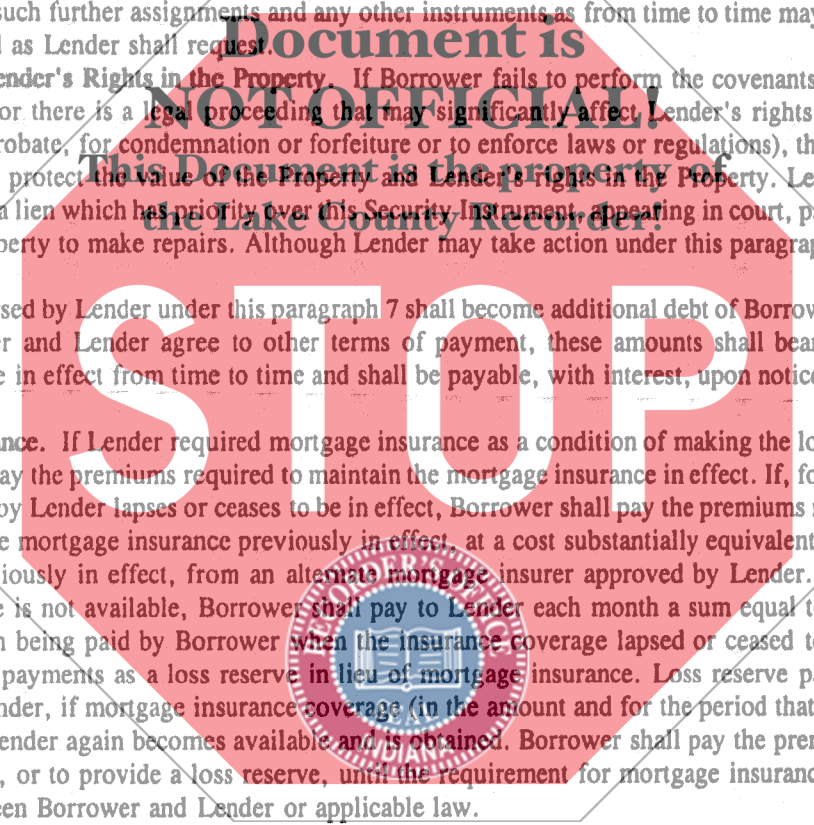 such further assignments and any other instruments as from time to time may
as Lender shall request.
Document is
ender's Rights in the Property. If Borrower fails to perform the covenants
or there is a legal proceeding that may significantly affect Lender's rights
NOT OFFICIAL!
robate, for condemnation or forfeiture or to enforce laws or regulations), th
This Document is the property of
protect the value of the Property and Lender's rights in the Property. Le
a lien which has priority over this Security Instrument, appearing in court, p
the Lake County Recorder!
perty to make repairs. Although Lender may take action under this paragrap
STOP
rsed by Lender under this paragraph 7 shall become additional debt of Borrow
r and Lender agree to other terms of payment, these amounts shall bear
e in effect from time to time and shall be payable, with interest, upon notice
ance. If Lender required mortgage insurance as a condition of making the lo
ay the premiums required to maintain the mortgage insurance in effect. If, fo
by Lender lapses or ceases to be in effect, Borrower shall pay the premiums
e mortgage insurance previously in effect, at a cost substantially equivalent
iously in effect, from an alternate mortgage insurer approved by Lender.
e is not available, Borrower shall pay to Lender each month a sum equal t
n being paid by Borrower when the insurance coverage lapsed or ceased t
payments as a loss reserve in lieu of mortgage insurance. Loss reserve p
nder, if mortgage insurance coverage (in the amount and for the period that
ender again becomes available and is obtained. Borrower shall pay the prem
, or to provide a loss reserve, until the requirement for mortgage insuranc
een Borrower and Lender or applicable law.
RECORDER'S OFFICE
INDIANA